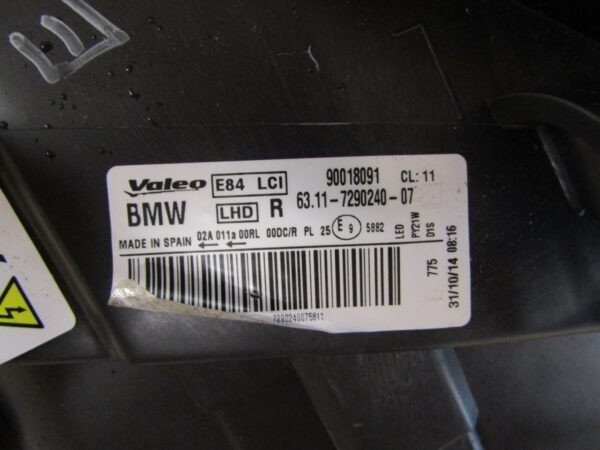 Valeo E84 LCI 90018091 CL: 11
BMW LHD R 63.11-7290240-07
MADE IN SPAIN 02A 011a 00RL 00DC/R PL 25 E 9 5882
LED
PY21W
D1S
775
31/10/14 08:16
7290240075811